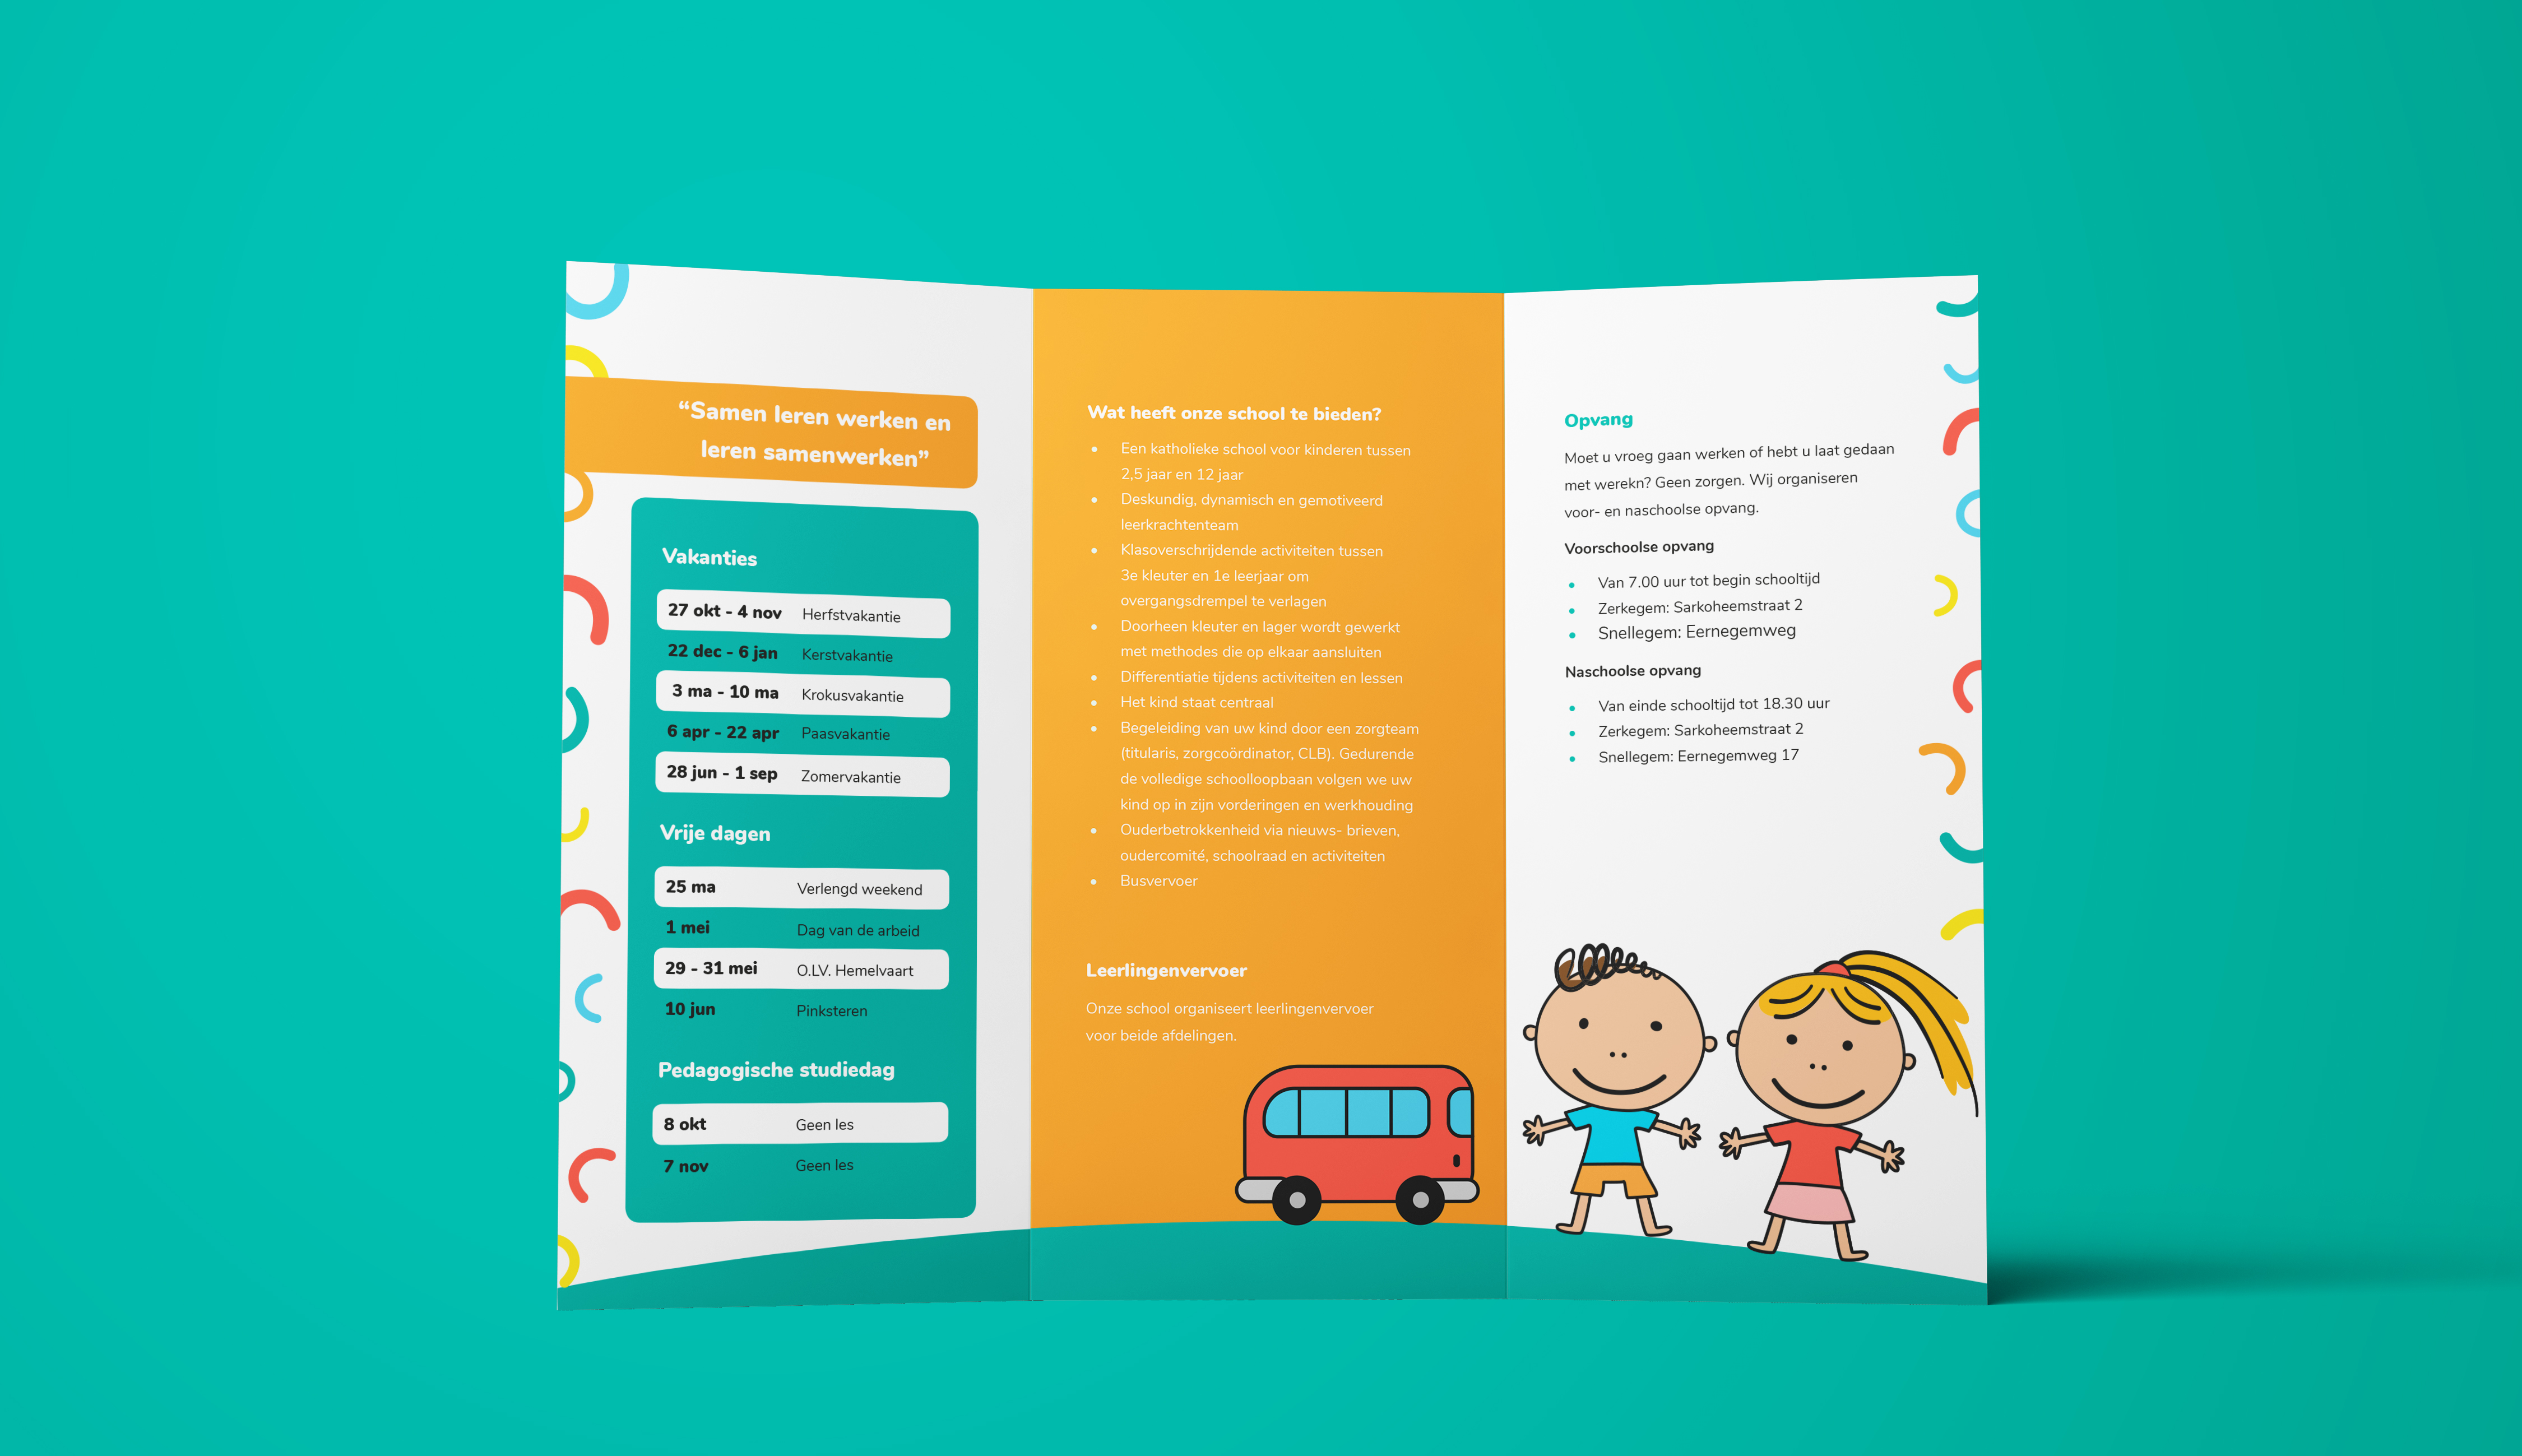 “Samen leren werken en
leren samenwerken”
Vakanties
27 okt - 4 nov Herfstvakantie
22 dec - 6 jan Kerstvakantie
3 ma - 10 ma Krokusvakantie
6 apr - 22 apr Paasvakantie
28 jun - 1 sep Zomervakantie
Vrije dagen
25 ma Verlengd weekend
1 mei Dag van de arbeid
29 - 31 mei O.LV. Hemelvaart
10 jun Pinksteren
Pedagogische studiedag
8 okt Geen les
7 nov Geen les
Wat heeft onze school te bieden?
• Een katholieke school voor kinderen tussen
2,5 jaar en 12 jaar
• Deskundig, dynamisch en gemotiveerd
leerkrachtenteam
• Klasoverschrijdende activiteiten tussen
3e kleuter en 1e leerjaar om
overgangsdrempel te verlagen
• Doorheen kleuter en lager wordt gewerkt
met methodes die op elkaar aansluiten
• Differentiatie tijdens activiteiten en lessen
• Het kind staat centraal
• Begeleiding van uw kind door een zorgteam
(titularis, zorgcoördinator, CLB). Gedurende
de volledige schoolloopbaan volgen we uw
kind op in zijn vorderingen en werkhouding
• Ouderbetrokkenheid via nieuws- brieven,
oudercomité, schoolraad en activiteiten
• Busvervoer
Leerlingenvervoer
Onze school organiseert leerlingenvervoer
voor beide afdelingen.
Opvang
Moet u vroeg gaan werken of hebt u laat gedaan
met werekn? Geen zorgen. Wij organiseren
voor- en naschoolse opvang.
Voorschoolse opvang
• Van 7.00 uur tot begin schooltijd
• Zerkegem: Sarkoheemstraat 2
• Snellegem: Eernegemweg
Naschoolse opvang
• Van einde schooltijd tot 18.30 uur
• Zerkegem: Sarkoheemstraat 2
• Snellegem: Eernegemweg 17